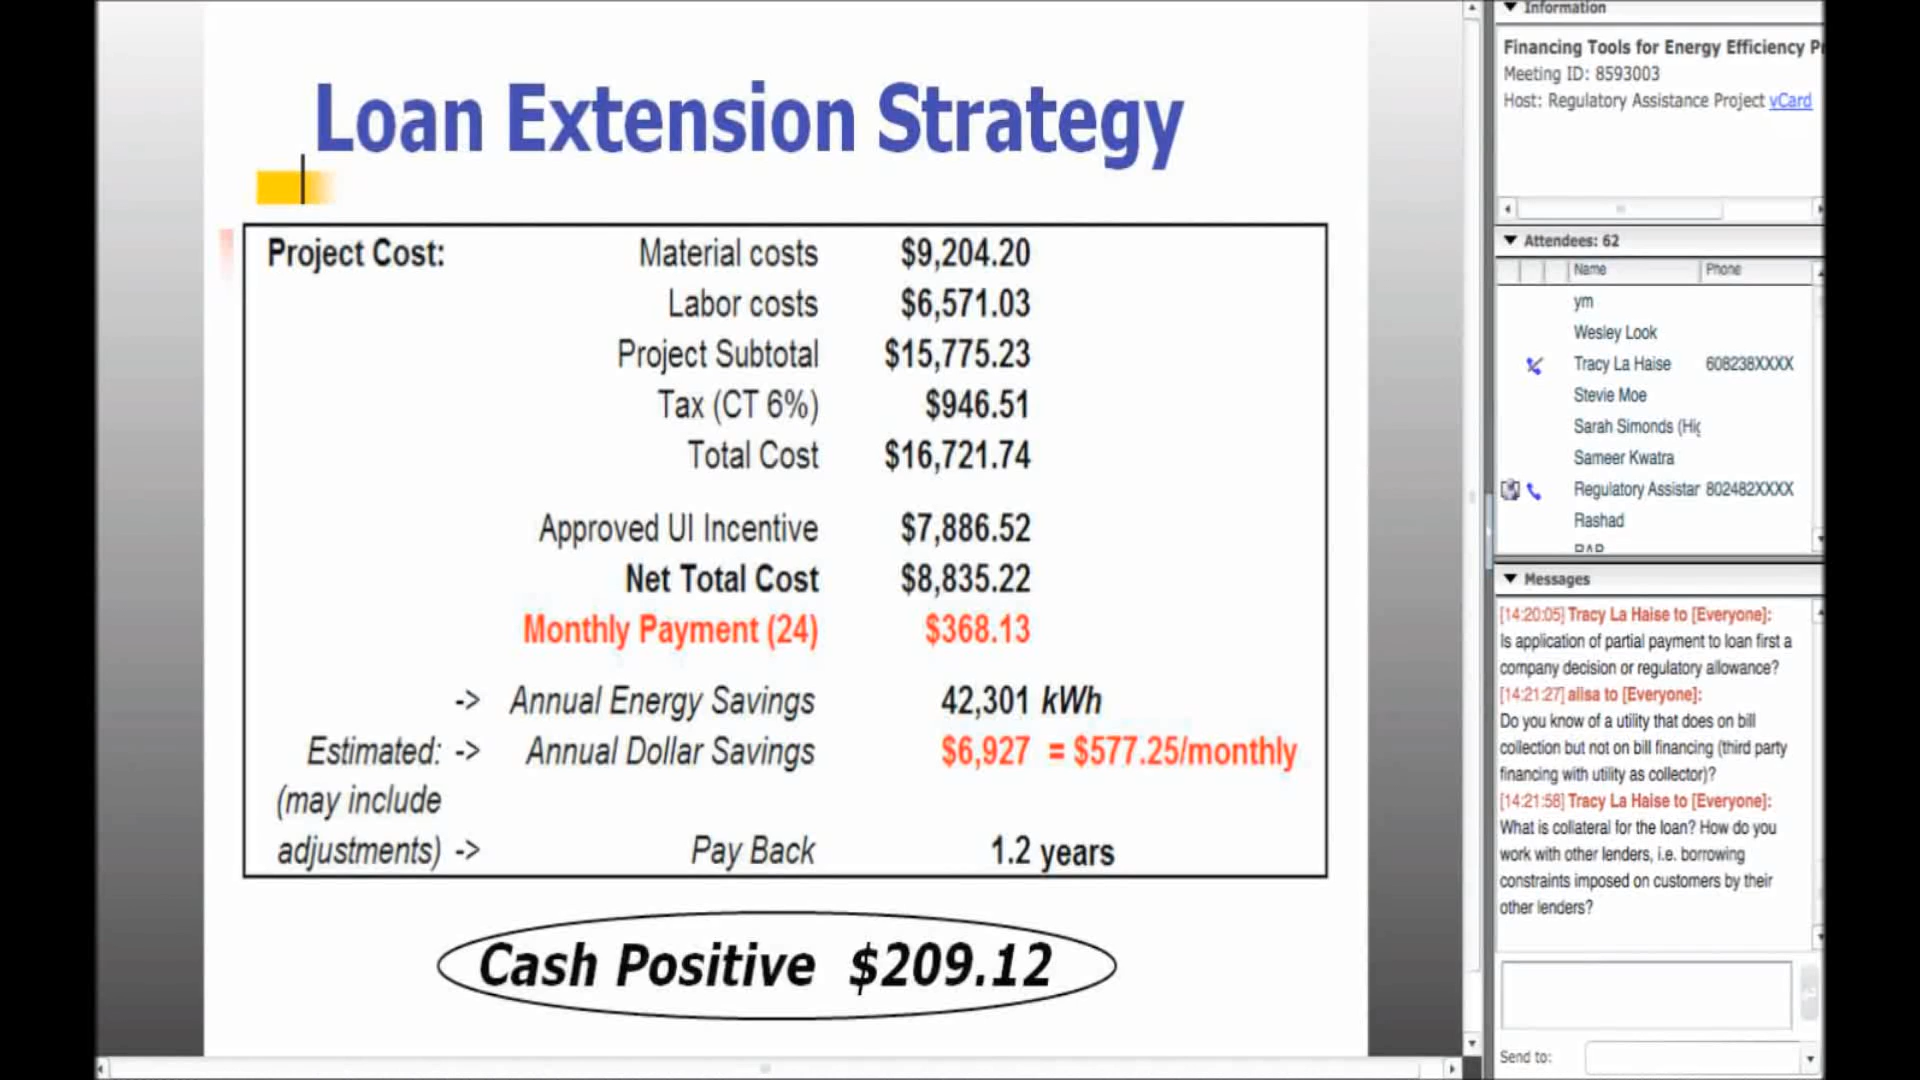 Loan Extension Strategy
Project Cost: Material costs $9,204.20
Labor costs $6,571.03
Project Subtotal $15,775.23
Tax (CT 6%) $946.51
Total Cost $16,721.74
Approved UI Incentive $7,886.52
Net Total Cost $8,835.22
Monthly Payment (24) $368.13
-> Annual Energy Savings 42,301 kWh
Estimated: -> Annual Dollar Savings $6,927 = $577.25/monthly
(may include
adjustments) -> Pay Back 1.2 years
Cash Positive $209.12
Information
Financing Tools for Energy Efficiency Pr
Meeting ID: 8593003
Host: Regulatory Assistance Project vCard
Attendees: 62
Name Phone
ym
Wesley Look
Tracy La Haise 608238XXXX
Stevie Moe
Sarah Simonds (Hig
Sameer Kwatra
Regulatory Assistar 802482XXXX
Rashad
RAP
Messages
[14:20:05] Tracy La Haise to [Everyone]:
Is application of partial payment to loan first a
company decision or regulatory allowance?
[14:21:27] alisa to [Everyone]:
Do you know of a utility that does on bill
collection but not on bill financing (third party
financing with utility as collector)?
[14:21:58] Tracy La Haise to [Everyone]:
What is collateral for the loan? How do you
work with other lenders, i.e. borrowing
constraints imposed on customers by their
other lenders?
Send to: